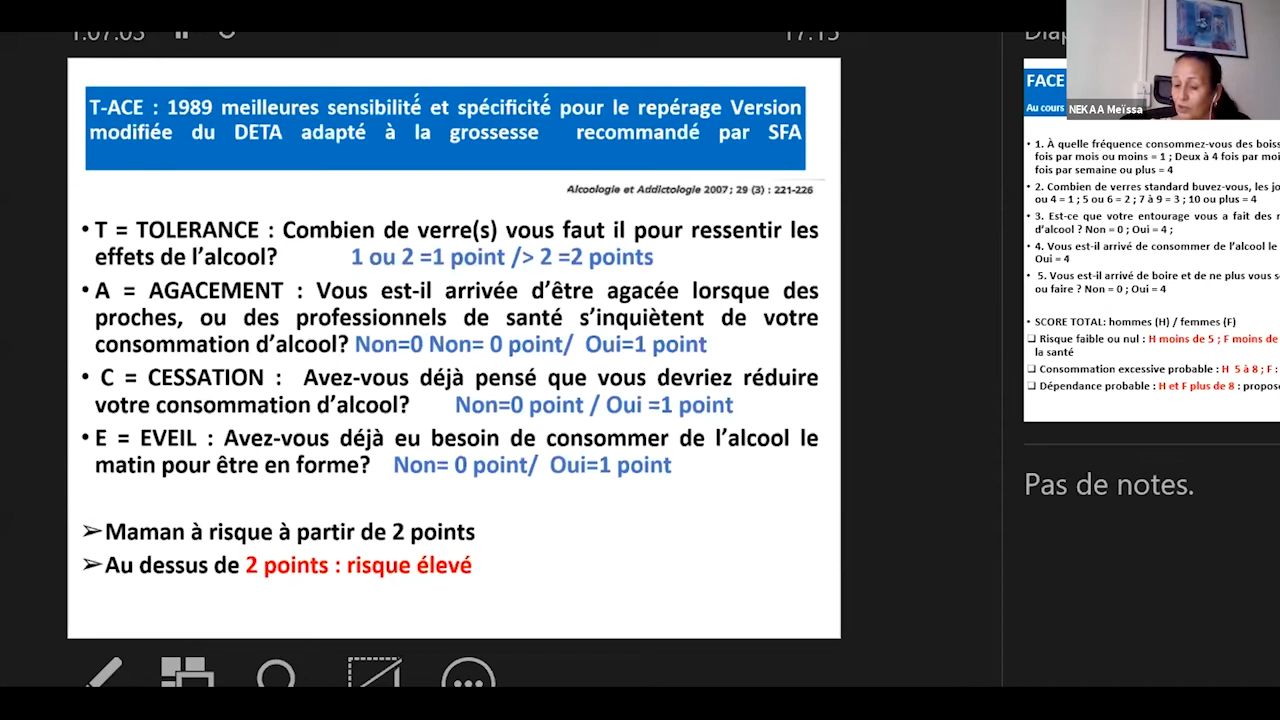 1:07:03
17:15
T-ACE : 1989 meilleures sensibilité́ et spécificité́ pour le repérage Version
modifiée du DETA adapté à la grossesse recommandé par SFA
Alcoologie et Addictologie 2007 ; 29 (3) : 221-226
• T = TOLERANCE : Combien de verre(s) vous faut il pour ressentir les
effets de l’alcool? 1 ou 2 =1 point /> 2 =2 points
• A = AGACEMENT : Vous est-il arrivée d’être agacée lorsque des
proches, ou des professionnels de santé s’inquiètent de votre
consommation d’alcool? Non=0 Non= 0 point/ Oui=1 point
• C = CESSATION : Avez-vous déjà pensé que vous devriez réduire
votre consommation d’alcool? Non=0 point / Oui =1 point
• E = EVEIL : Avez-vous déjà eu besoin de consommer de l’alcool le
matin pour être en forme? Non= 0 point/ Oui=1 point
➢Maman à risque à partir de 2 points
➢Au dessus de 2 points : risque élevé
NEKAA Meïssa
FACE
Au cours
• 1. À quelle fréquence consommez-vous des
fois par mois ou moins = 1 ; Deux à 4 fois par
fois par semaine ou plus = 4
• 2. Combien de verres standard buvez-vous, les
ou 4 = 1 ; 5 ou 6 = 2 ; 7 à 9 = 3 ; 10 ou plus = 4
• 3. Est-ce que votre entourage vous a fait des
d’alcool ? Non = 0 ; Oui = 4 ;
• 4. Vous est-il arrivé de consommer de l’alcool le
Oui = 4
• 5. Vous est-il arrivé de boire et de ne plus vous
ou faire ? Non = 0 ; Oui = 4
• SCORE TOTAL: hommes (H) / femmes (F)
❑ Risque faible ou nul : H moins de 5 ; F moins de
la santé
❑ Consommation excessive probable : H 5 à 8 ; F :
❑ Dépendance probable : H et F plus de 8 :
Pas de notes.